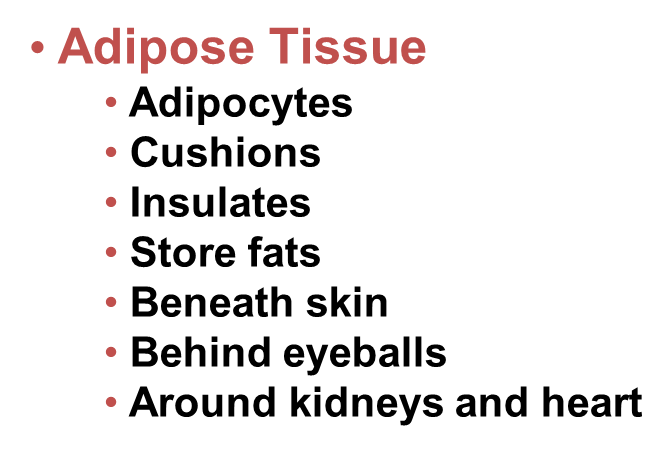 • Adipose Tissue
• Adipocytes
• Cushions
• Insulates
• Store fats
• Beneath skin
• Behind eyeballs
• Around kidneys and heart